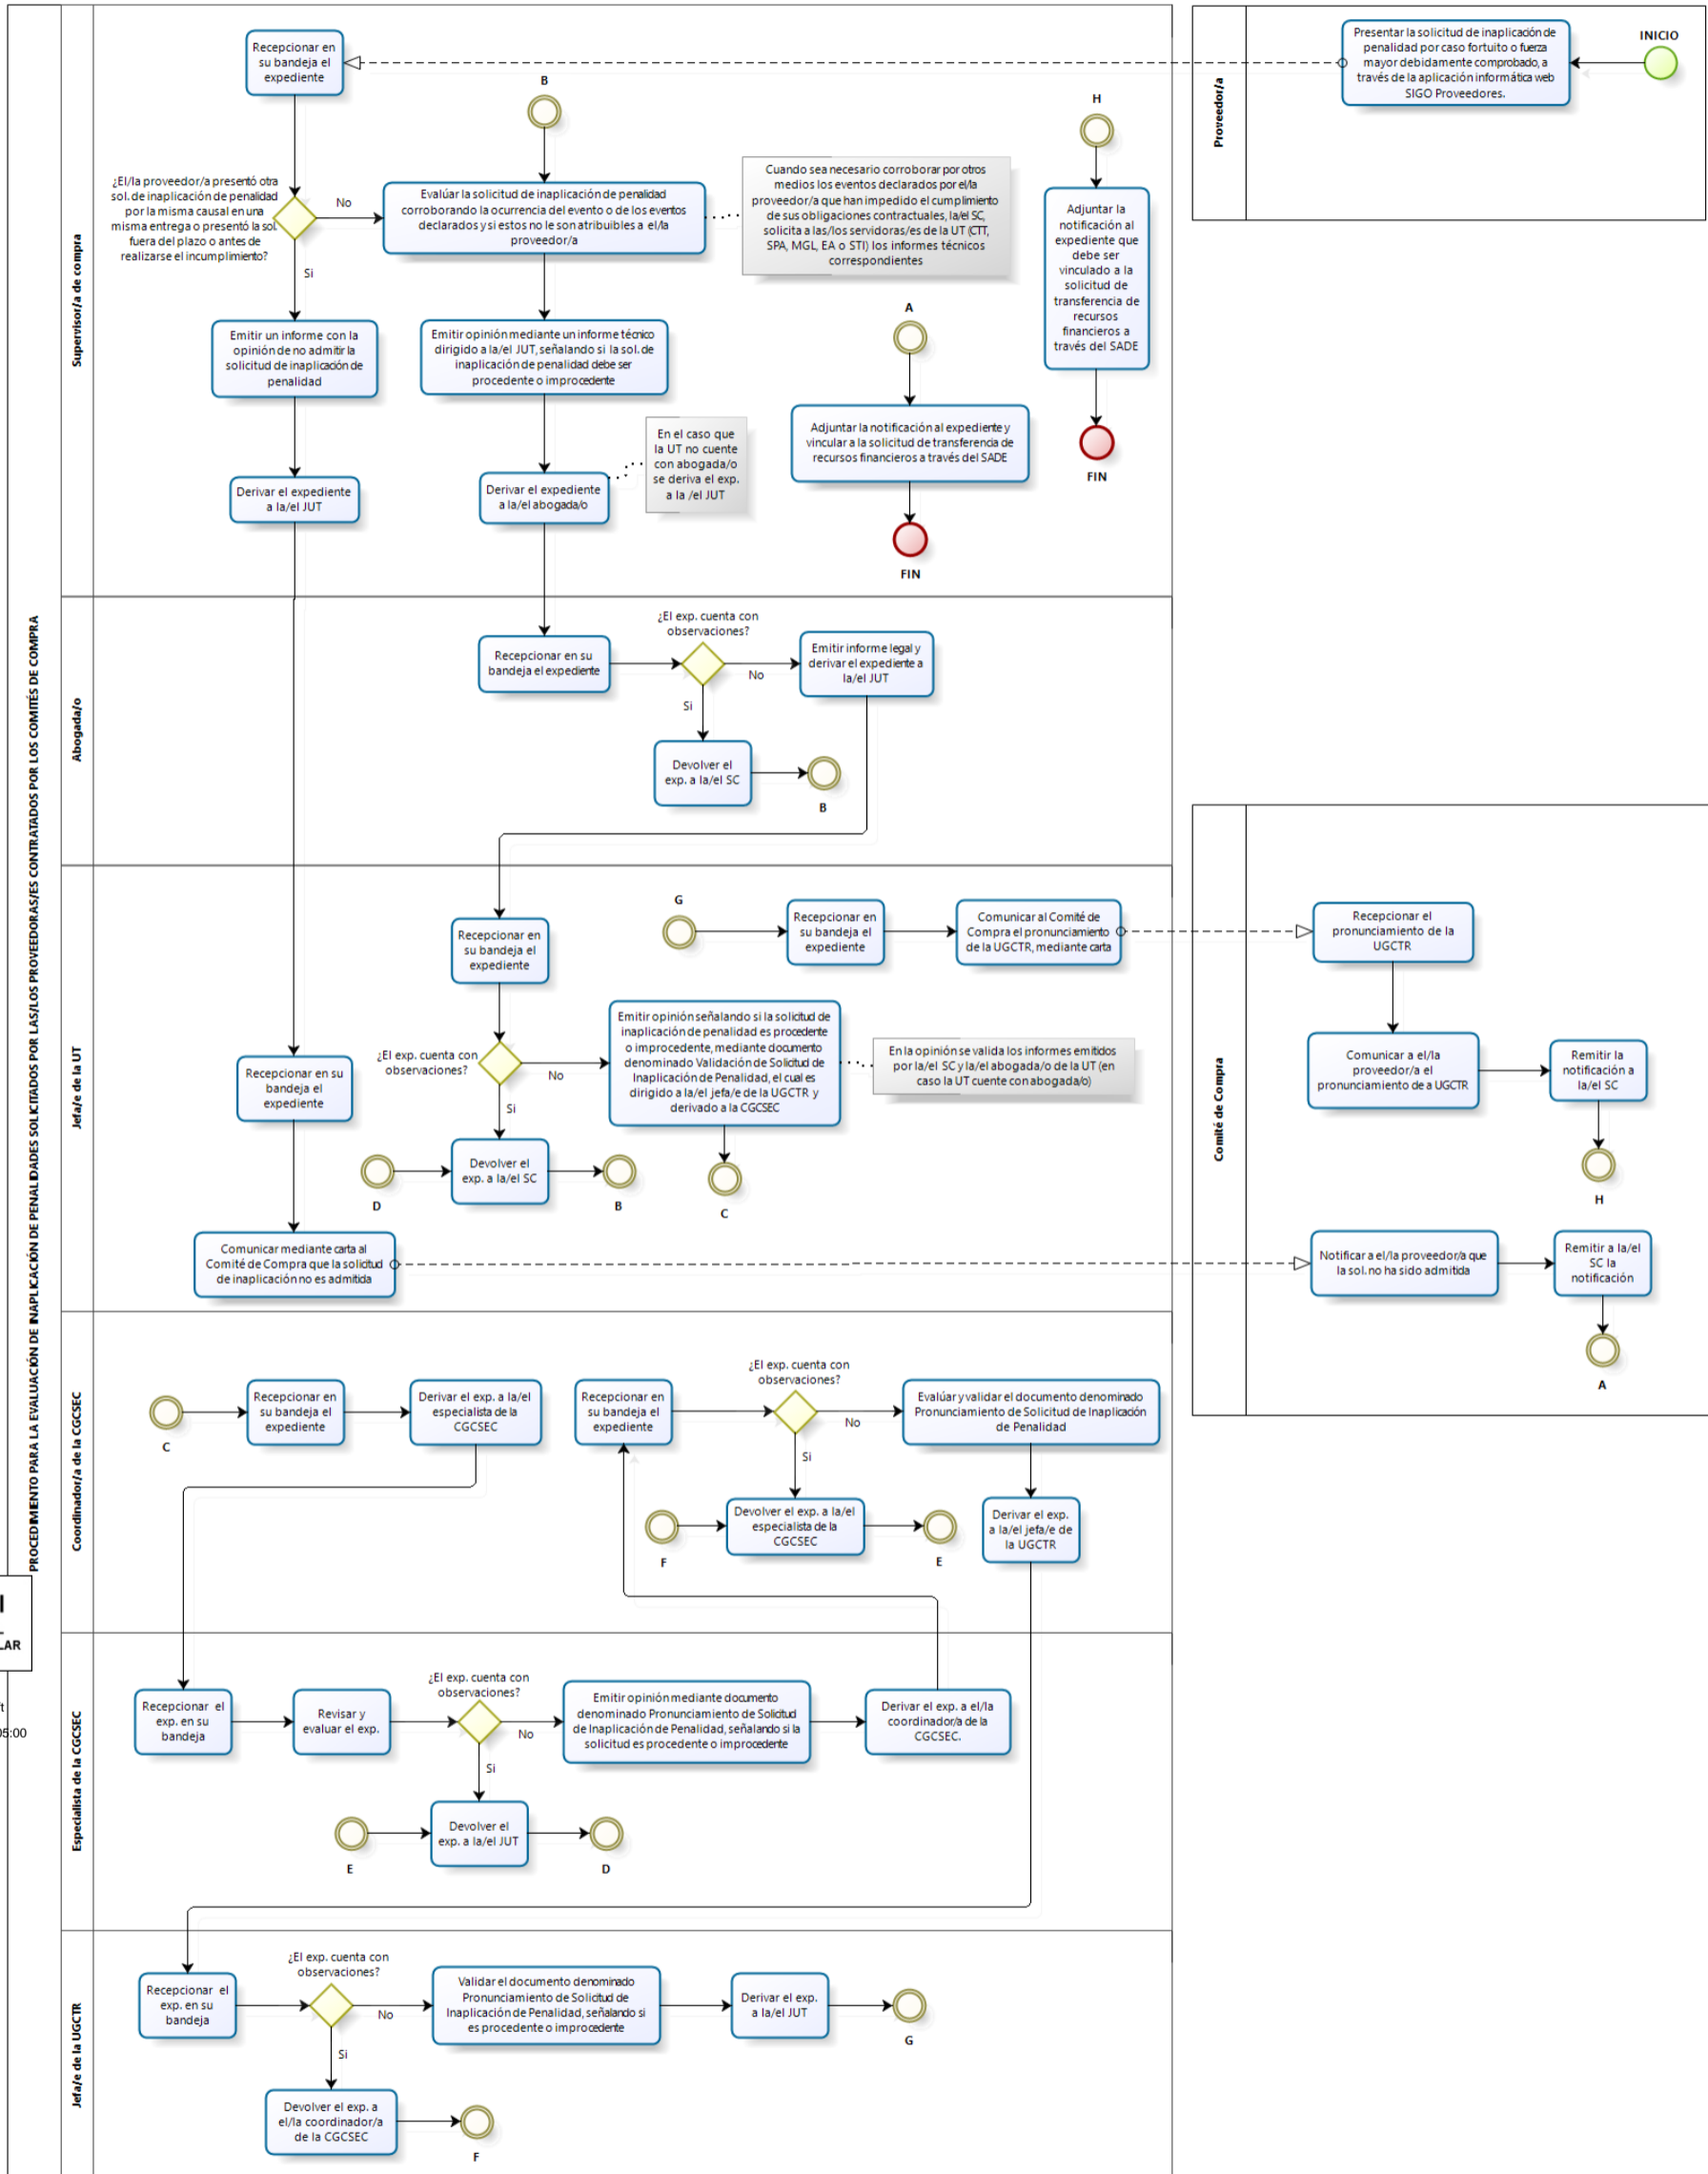 PROCEDIMIENTO PARA LA EVALUACIÓN DE INAPLICACIÓN DE PENALIDADES SOLICITADOS POR LAS/LOS PROVEEDORAS/ES CONTRATADOS POR LOS COMITÉS DE COMPRA
Supervisor/a de compra
Recepcionar en
su bandeja el
expediente
¿El/la proveedor/a presentó otra
sol. de inaplicación de penalidad
por la misma causal en una
misma entrega o presentó la sol.
fuera del plazo o antes de
realizarse el incumplimiento?
No
Si
B
Evalúar la solicitud de inaplicación de penalidad
corroborando la ocurrencia del evento o de los eventos
declarados y si estos no le son atribuibles a el/la
proveedor/a
Cuando sea necesario corroborar por otros
medios los eventos declarados por el/la
proveedor/a que han impedido el cumplimiento
de sus obligaciones contractuales, la/el SC,
solicita a las/los servidoras/es de la UT (CTT,
SPA, MGL, EA o STI) los informes técnicos
correspondientes
H
Adjuntar la
notificación al
expediente que
debe ser
vinculado a la
solicitud de
transferencia de
recursos
financieros a
través del SADE
FIN
Emitir un informe con la
opinión de no admitir la
solicitud de inaplicación de
penalidad
Emitir opinión mediante un informe técnico
dirigido a la/el JUT, señalando si la sol. de
inaplicación de penalidad debe ser
procedente o improcedente
A
Adjuntar la notificación al expediente y
vincular a la solicitud de transferencia de
recursos financieros a través del SADE
FIN
Derivar el expediente
a la/el JUT
Derivar el expediente
a la/el abogada/o
En el caso que
la UT no cuente
con abogada/o
se deriva el exp.
a la /el JUT
Proveedor/a
Presentar la solicitud de inaplicación de
penalidad por caso fortuito o fuerza
mayor debidamente comprobado, a
través de la aplicación informática web
SIGO Proveedores.
INICIO
Abogada/o
Recepcionar en su
bandeja el expediente
¿El exp. cuenta con
observaciones?
No
Si
Emitir informe legal y
derivar el expediente a
la/el JUT
Devolver el
exp. a la/el SC
B
Jefa/e de la UT
Recepcionar en
su bandeja el
expediente
G
Recepcionar en
su bandeja el
expediente
Comunicar al Comité de
Compra el pronunciamiento
de la UGCTR, mediante carta
Recepcionar en su
bandeja el
expediente
¿El exp. cuenta con
observaciones?
No
Si
Emitir opinión señalando si la solicitud de
inaplicación de penalidad es procedente
o improcedente, mediante documento
denominado Validación de Solicitud de
Inaplicación de Penalidad, el cual es
dirigido a la/el jefa/e de la UGCTR y
derivado a la CGCSEC
En la opinión se valida los informes emitidos
por la/el SC y la/el abogada/o de la UT (en
caso la UT cuente con abogada/o)
D
Devolver el
exp. a la/el SC
B
C
Comunicar mediante carta al
Comité de Compra que la solicitud
de inaplicación no es admitida
Comité de Compra
Recepcionar el
pronunciamiento de la
UGCTR
Comunicar a el/la
proveedor/a el
pronunciamiento de a UGCTR
Remitir la
notificación a
la/el SC
H
Notificar a el/la proveedor/a que
la sol. no ha sido admitida
Remitir a la/el
SC la
notificación
A
Coordinador/a de la CGCSEC
C
Recepcionar en
su bandeja el
expediente
Derivar el exp. a la/el
especialista de la
CGCSEC
Recepcionar en
su bandeja el
expediente
¿El exp. cuenta con
observaciones?
No
Si
Evalúar y validar el documento denominado
Pronunciamiento de Solicitud de Inaplicación
de Penalidad
F
Devolver el exp. a la/el
especialista de la
CGCSEC
E
Derivar el exp.
a la/el jefa/e de
la UGCTR
LAR
05:00
Especialista de la CGCSEC
Recepcionar el
exp. en su
bandeja
Revisar y
evaluar el exp.
¿El exp. cuenta con
observaciones?
No
Si
Emitir opinión mediante documento
denominado Pronunciamiento de Solicitud
de Inaplicación de Penalidad, señalando si la
solicitud es procedente o improcedente
Derivar el exp. a el/la
coordinador/a de la
CGCSEC.
E
Devolver el
exp. a la/el JUT
D
Jefa/e de la UGCTR
Recepcionar el
exp. en su
bandeja
¿El exp. cuenta con
observaciones?
No
Si
Validar el documento denominado
Pronunciamiento de Solicitud de
Inaplicación de Penalidad, señalando si
es procedente o improcedente
Derivar el exp.
a la/el JUT
G
Devolver el exp. a
el/la coordinador/a
de la CGCSEC
F